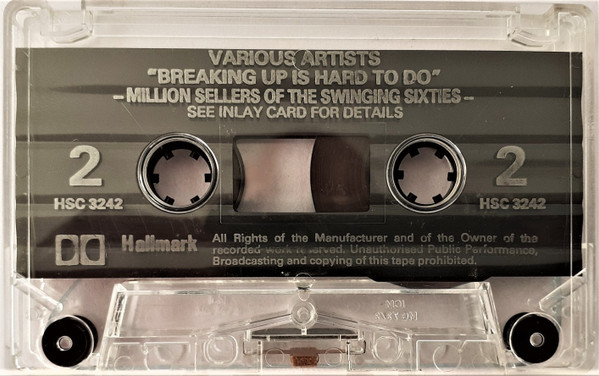 VARIOUS ARTISTS
"BREAKING UP IS HARD TO DO"
-MILLION SELLERS OF THE SWINGING SIXTIES-
SEE INLAY CARD FOR DETAILS
2 2
HSC 3242 HSC 3242
Hallmark
All Rights of the Manufacturer and of the Owner of the
recorded work reserved. Unauthorised Public Performance,
Broadcasting and copying of this tape prohibited.